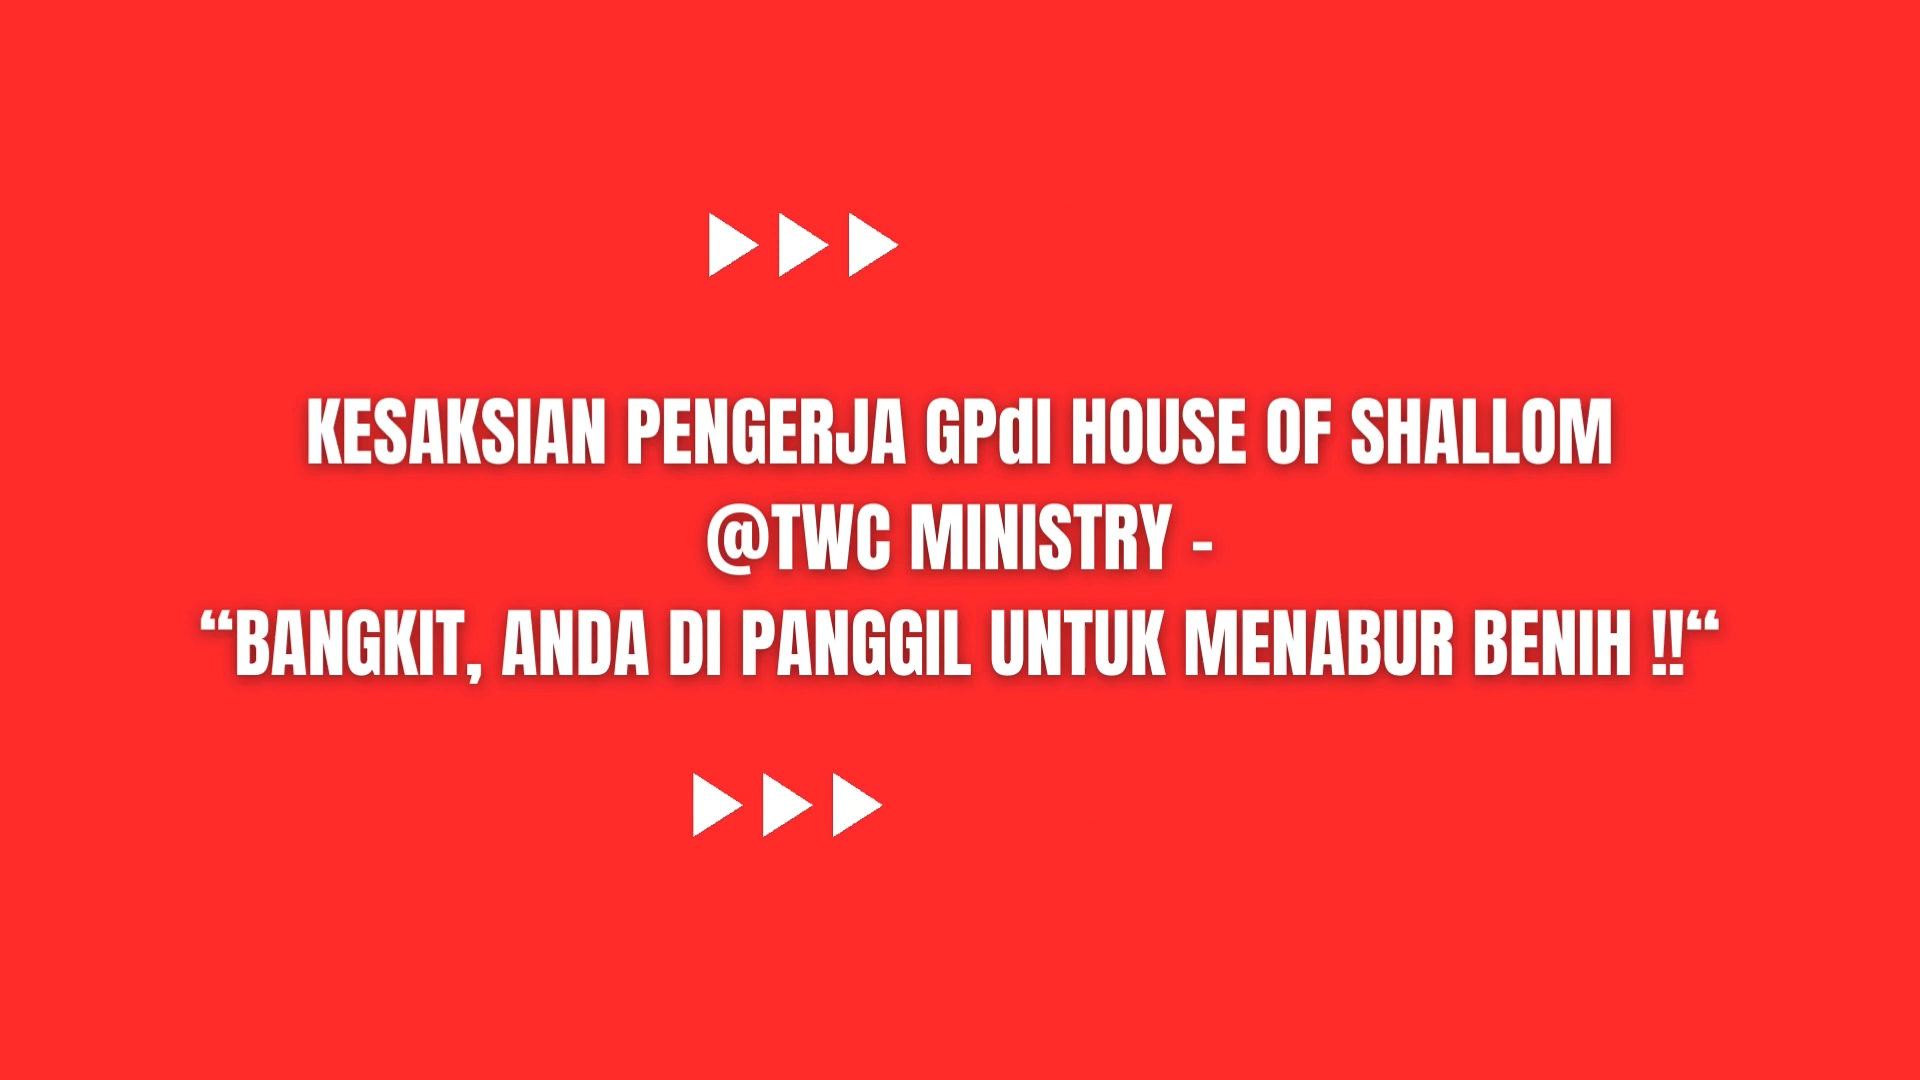 KESAKSIAN PENGERJA GPdI HOUSE OF SHALLOM
@TWC MINISTRY -
“BANGKIT, ANDA DI PANGGIL UNTUK MENABUR BENIH !!“